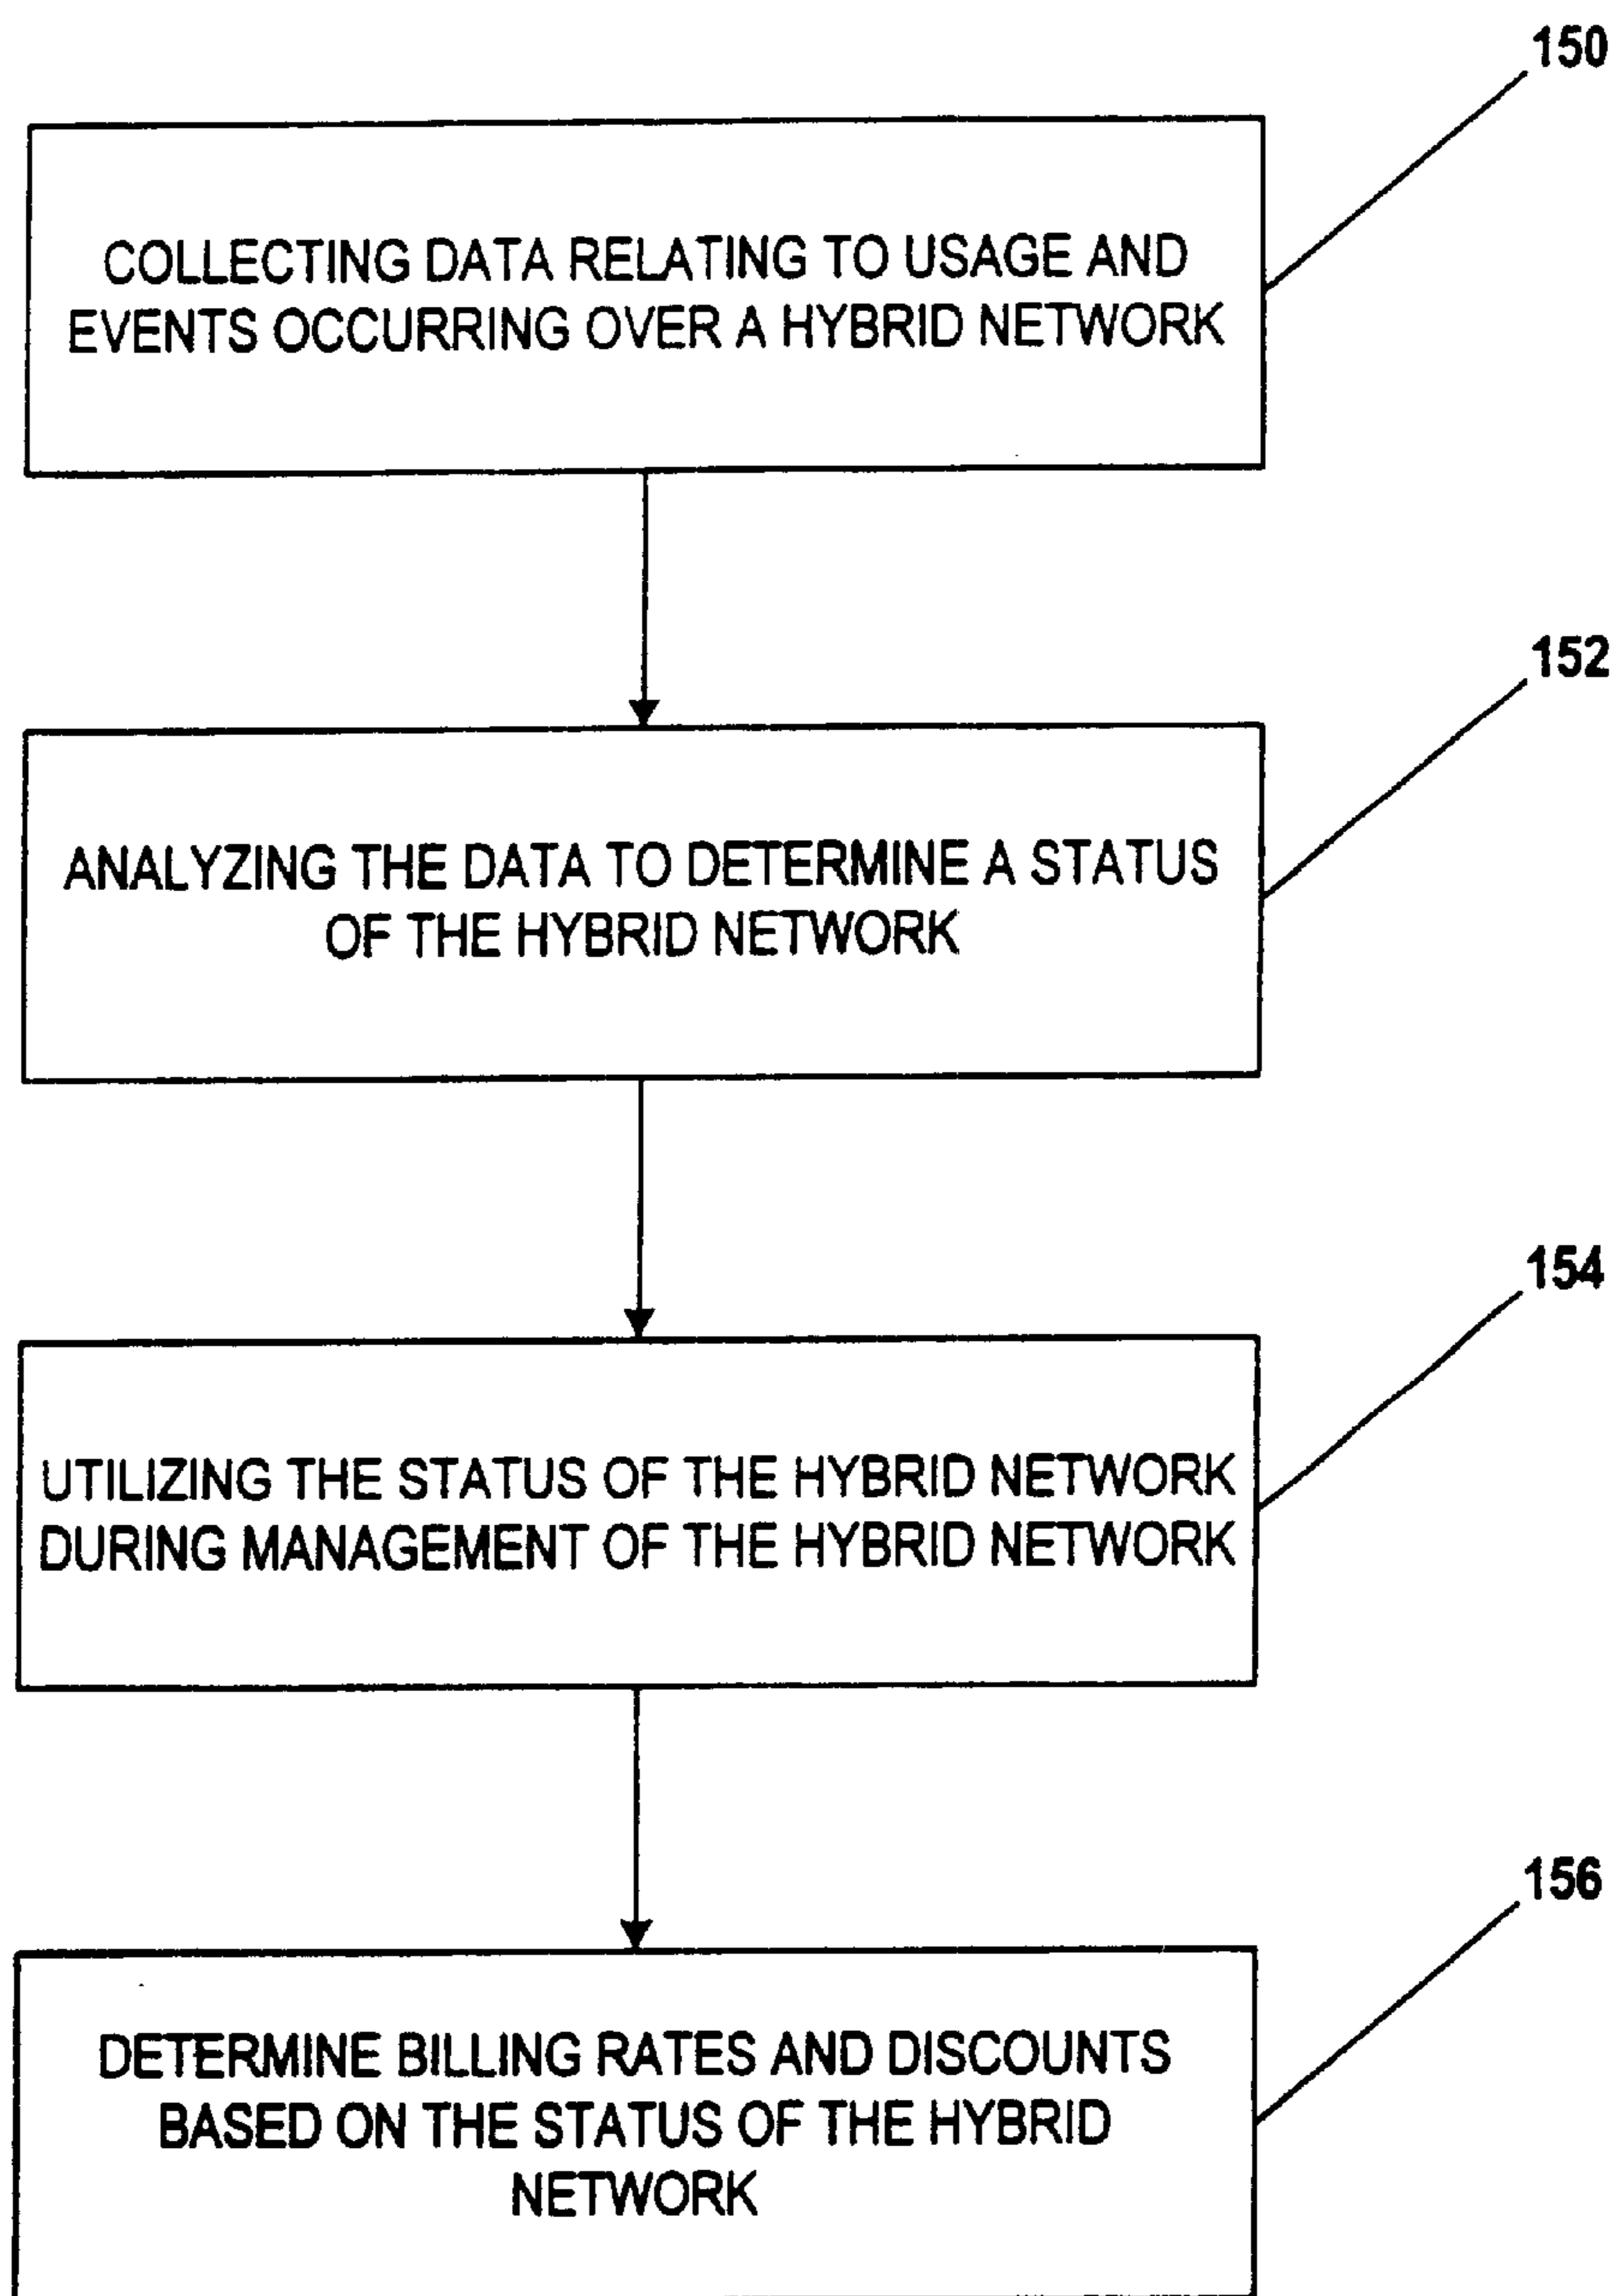 150
COLLECTING DATA RELATING TO USAGE AND
EVENTS OCCURRING OVER A HYBRID NETWORK
152
ANALYZING THE DATA TO DETERMINE A STATUS
OF THE HYBRID NETWORK
154
UTILIZING THE STATUS OF THE HYBRID NETWORK
DURING MANAGEMENT OF THE HYBRID NETWORK
156
DETERMINE BILLING RATES AND DISCOUNTS
BASED ON THE STATUS OF THE HYBRID
NETWORK